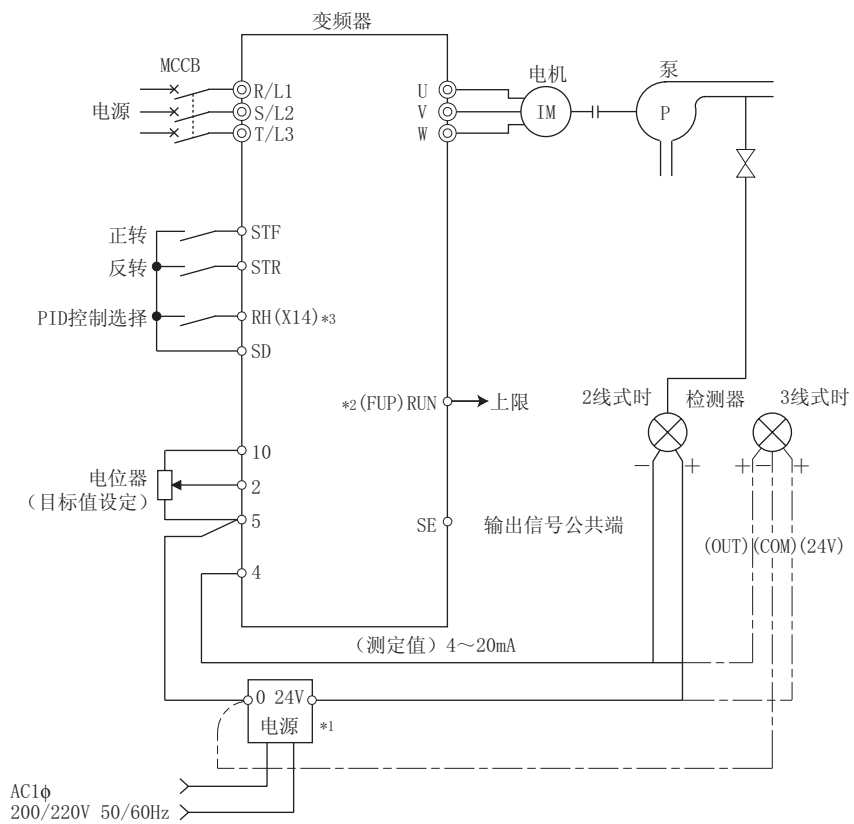 变频器
MCCB
电源
R/L1
S/L2
T/L3
U
V
W
电机
IM
泵
P
正转
反转
PID控制选择
STF
STR
RH(X14)*3
SD
*2(FUP)RUN
上限
2线式时
检测器
3线式时
- +
+ - +
电位器
(目标值设定)
10
2
5
4
SE
输出信号公共端
(OUT)(COM)(24V)
(测定值)4～20mA
0 24V
电源
*1
AC1ϕ
200/220V 50/60Hz